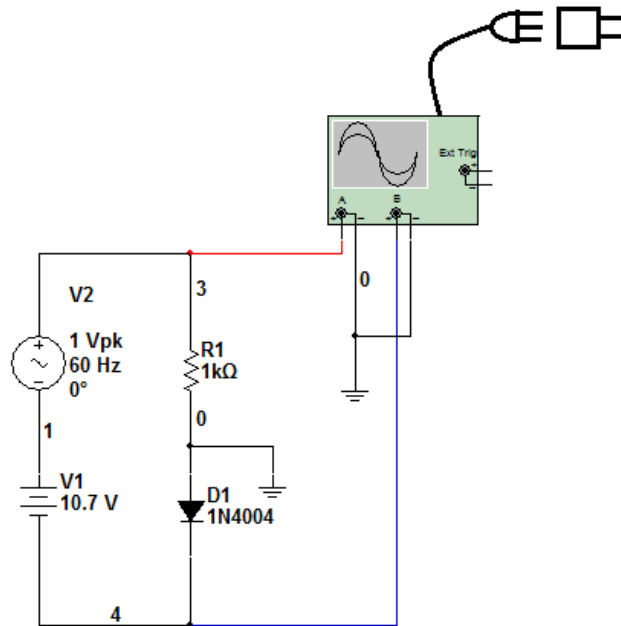 Ext Trig
+
−
A
B
+ − + −
3
0
V2
+
1 Vpk
60 Hz
0°
−
R1
1kΩ
1
0
V1
10.7 V
D1
1N4004
4